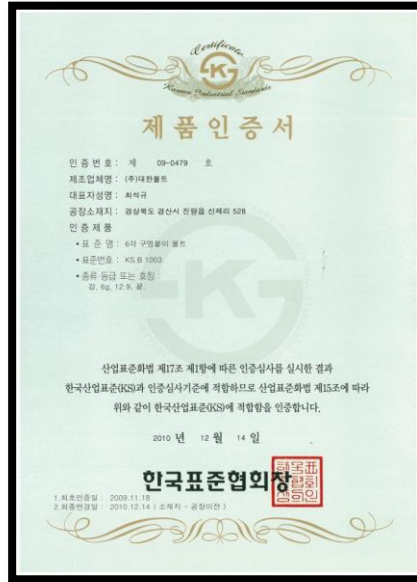 Certificate
KS
Korean Industrial Standards
제품인증서
인증번호 : 제 09-0479 호
제조업체명 : (주)대한볼트
대표자성명 : 최석규
공장소재지 : 경상북도 경산시 진량읍 신제리 528
인증제품
• 표준명 : 6각 구멍붙이 볼트
• 표준번호 : KS B 1003
• 종류·등급 또는 호칭 :
강, 6g, 12.9, 끝.
산업표준화법 제17조 제1항에 따른 인증심사를 실시한 결과
한국산업표준(KS)과 인증심사기준에 적합하므로 산업표준화법 제15조에 따라
위와 같이 한국산업표준(KS)에 적합함을 인증합니다.
2010 년 12 월 14 일
한국표준협회장
1.최초인증일 : 2009.11.18
2.최종변경일 : 2010.12.14 ( 소재지 - 공장이전 )